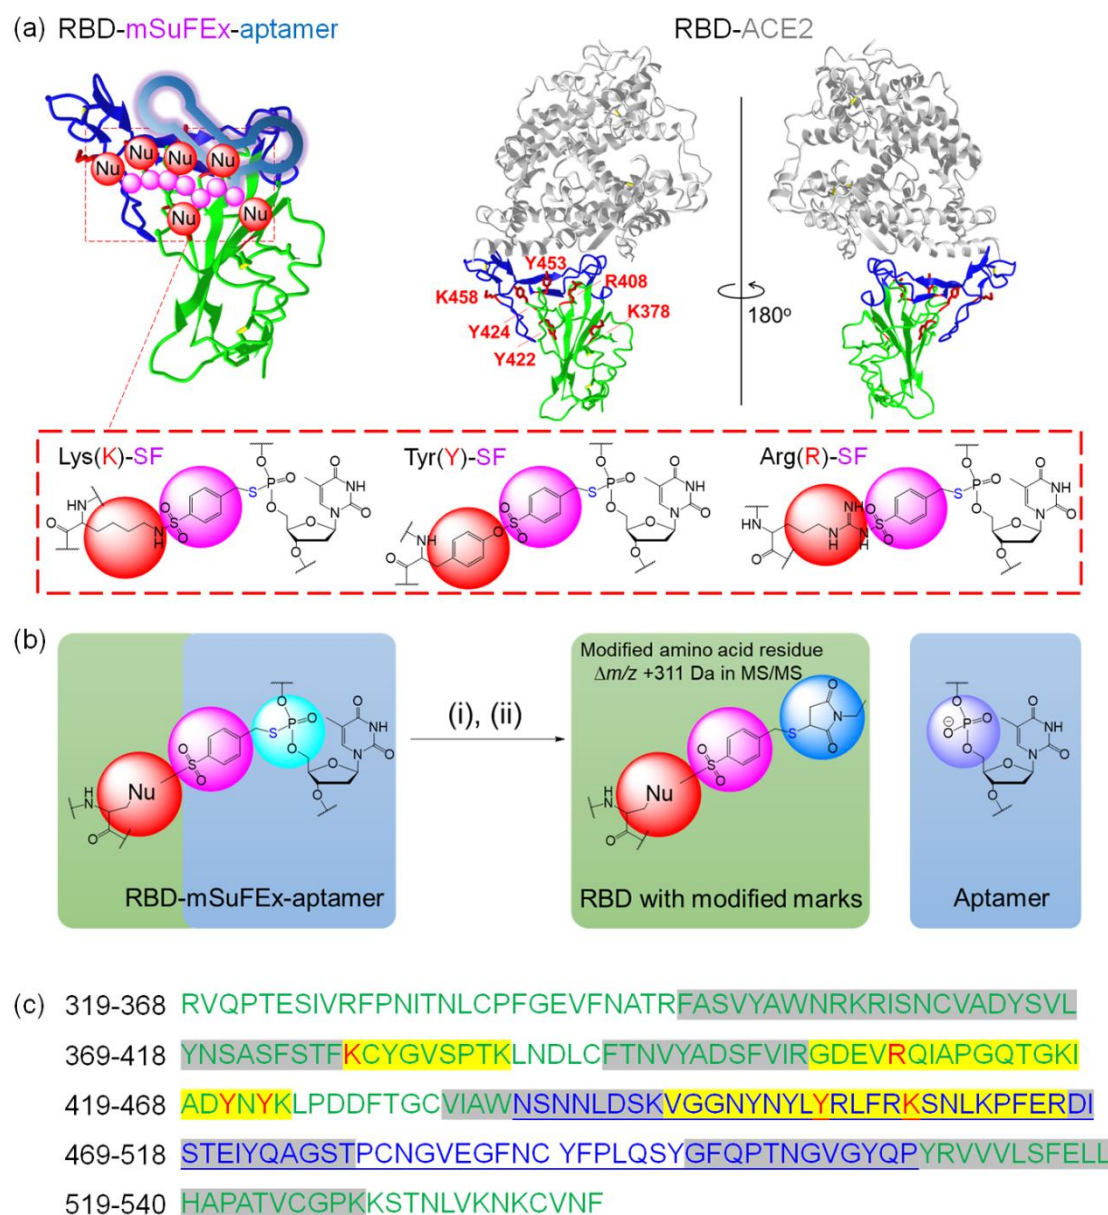 (a) RBD-mSuFEx-aptamer
RBD-ACE2
Nu Nu Nu Nu Nu Nu Nu
Y453
R408
K458
K378
Y424
Y422
180º
Lys(K)-SF
Tyr(Y)-SF
Arg(R)-SF
(b)
Modified amino acid residue
Δm/z +311 Da in MS/MS
(i), (ii)
Nu
Nu
RBD-mSuFEx-aptamer
RBD with modified marks
Aptamer
(c) 319-368 RVQPTESIVRFPNITNLCPFGEVFNATRFASVYAWNRKRISNCVADYSVL
369-418 YNSASFSTFKCYGVSPTKLNDLCFTNVYADSFVIRGDEVRQIAPGQTGKI
419-468 ADYNYKLPDDFTGCVIAWNSNNLDSKVGGNYNYLYRLFRKSNLKPFERDI
469-518 STEIYQAGSTPCNGVEGFNC YFPLQSYGFQPTNGVGYQPYRVVVLSFELL
519-540 HAPATVCGPKKSTNLVKNKCVNF